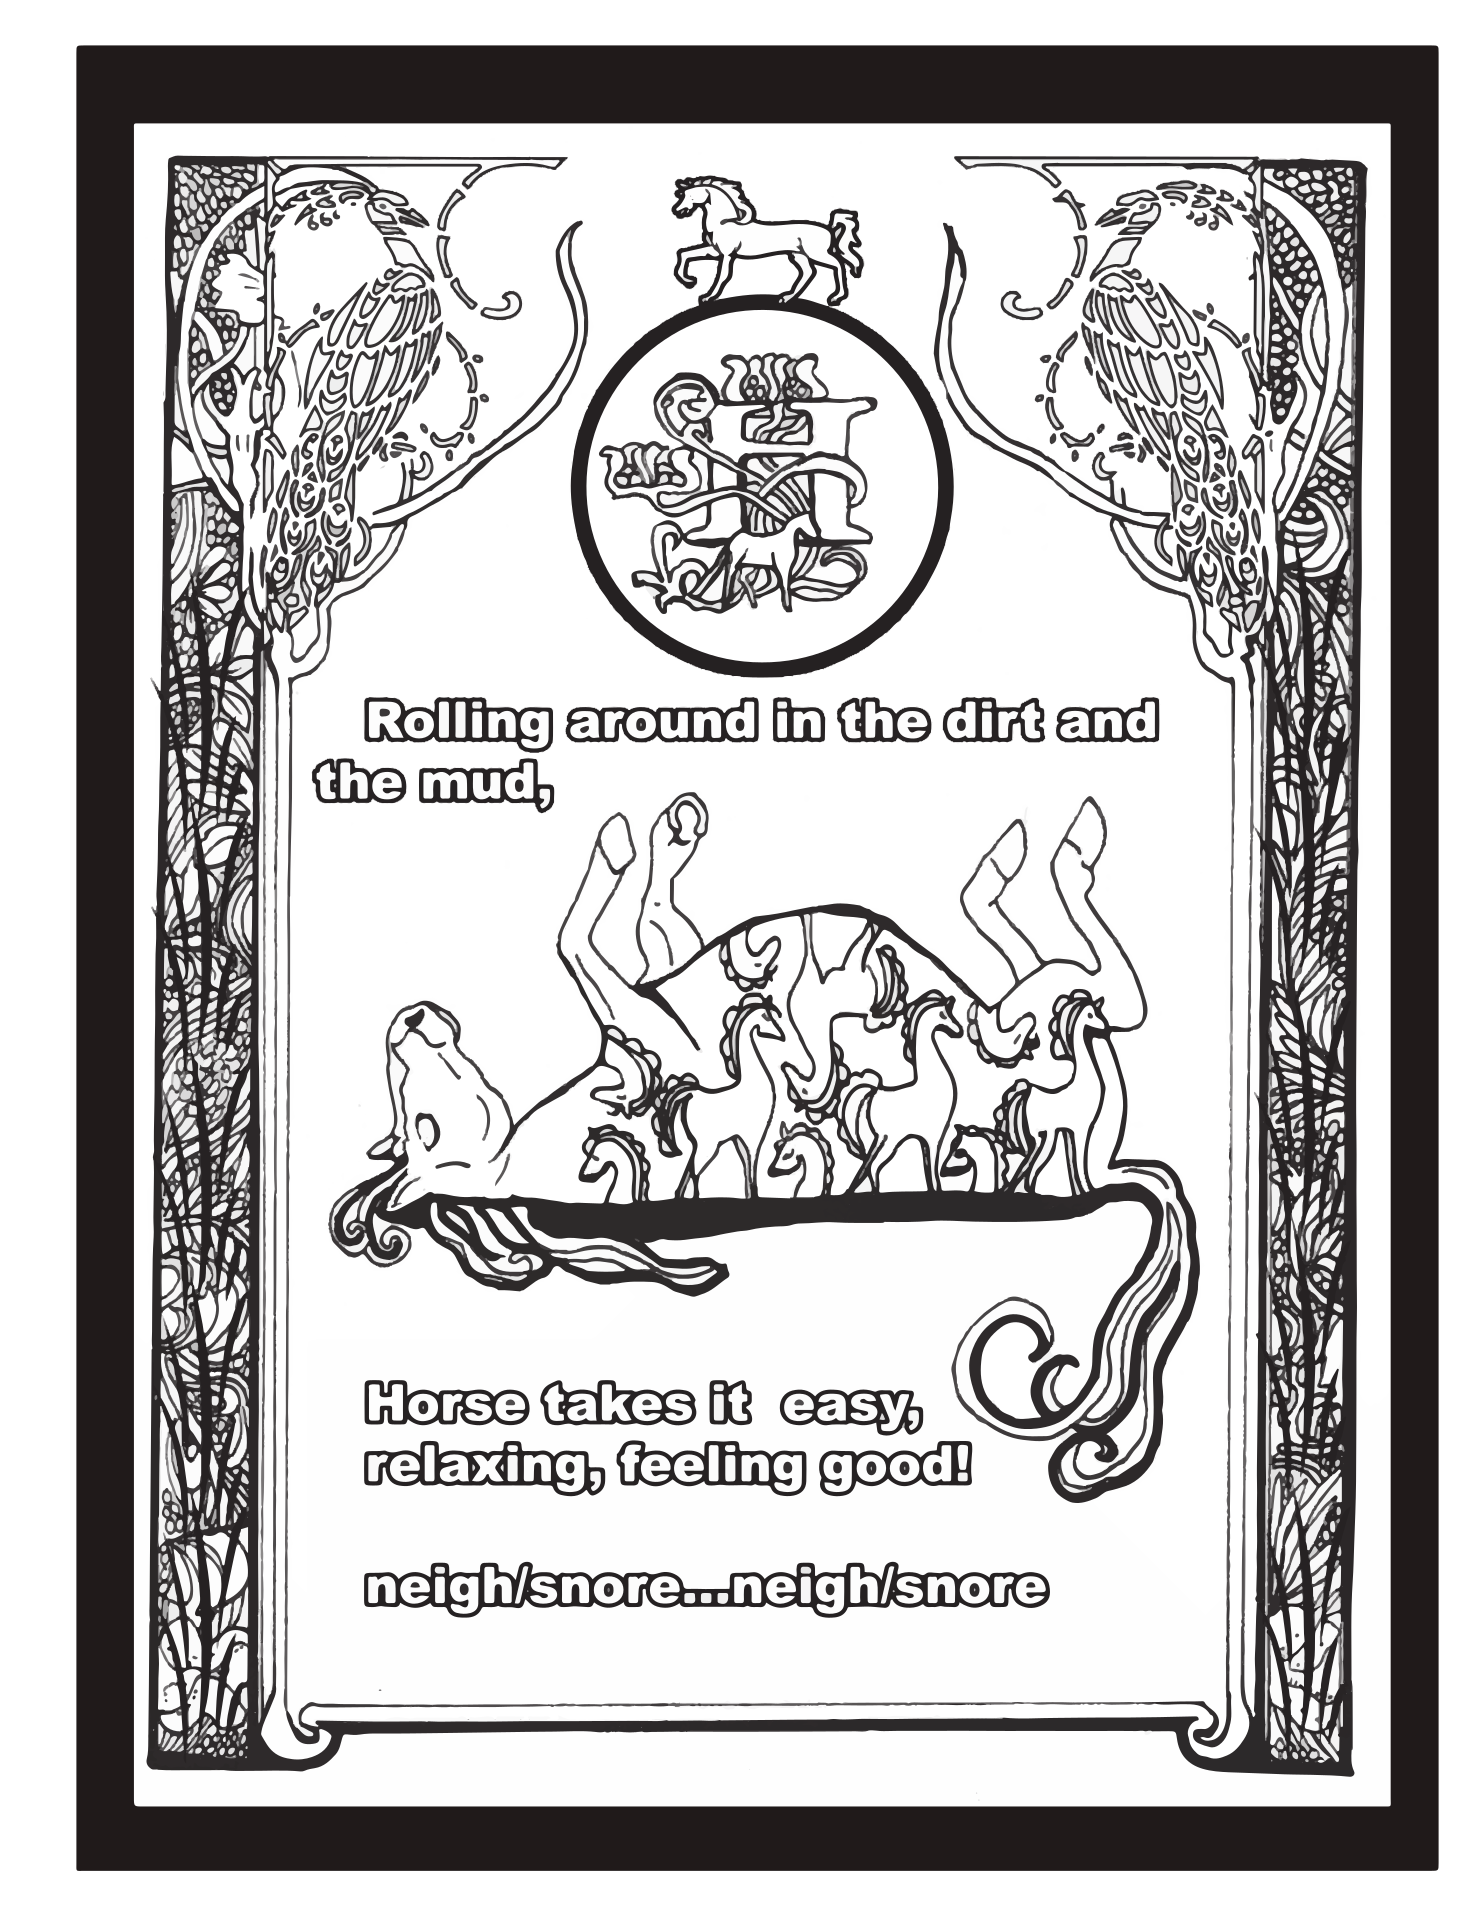 H
Rolling around in the dirt and
the mud,
Horse takes it easy,
relaxing, feeling good!
neigh/snore...neigh/snore